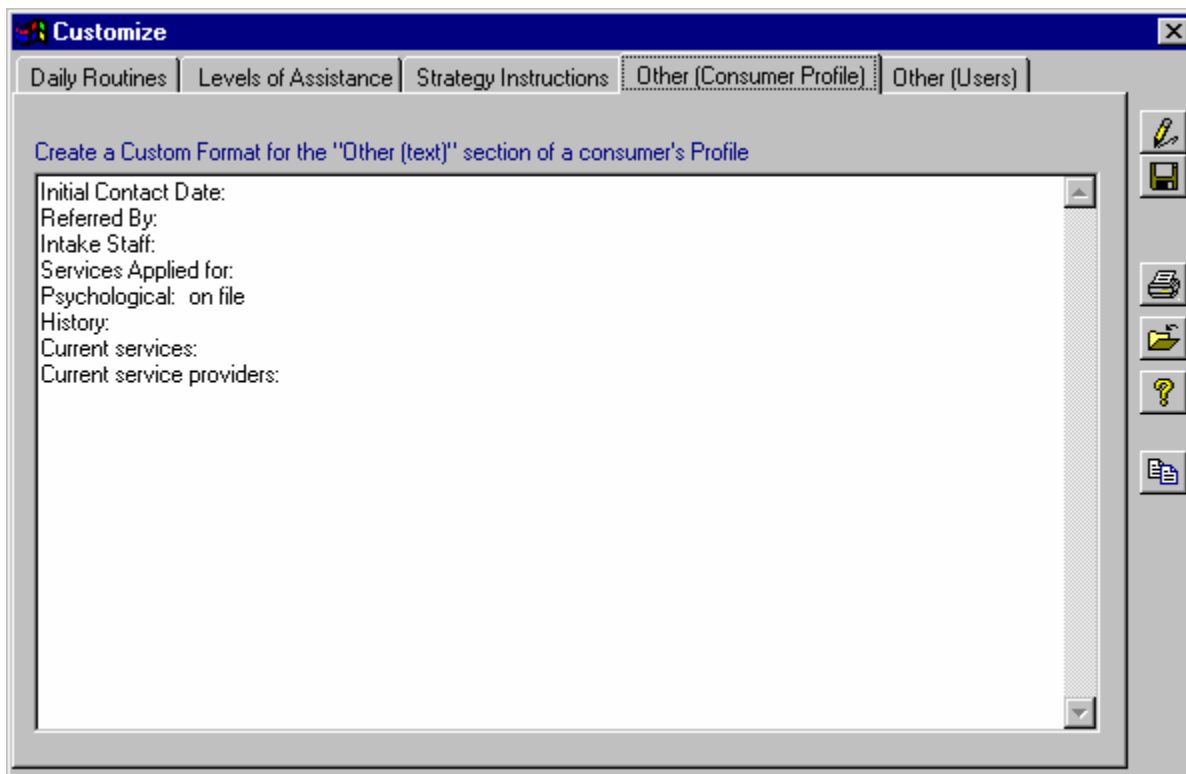 Customize
Daily Routines
Levels of Assistance
Strategy Instructions
Other (Consumer Profile)
Other (Users)
Create a Custom Format for the "Other (text)" section of a consumer's Profile
Initial Contact Date:
Referred By:
Intake Staff:
Services Applied for:
Psychological:  on file
History:
Current services:
Current service providers: